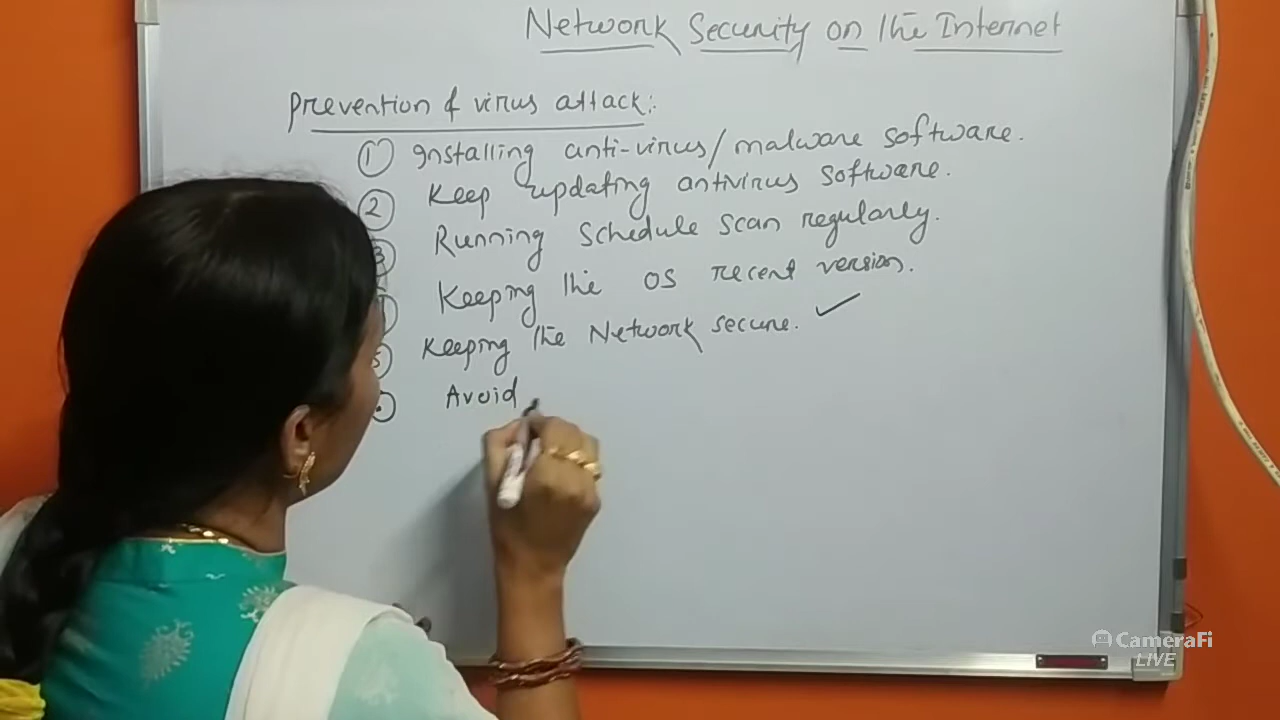 Network Security on the Internet
Prevention of virus attack:
① Installing anti-virus/malware software.
② Keep updating antivirus software.
③ Running Schedule scan regularly.
Keeping the OS recent version.
⑤ Keeping the Network secure. ✓
Avoid
CameraFi
LIVE